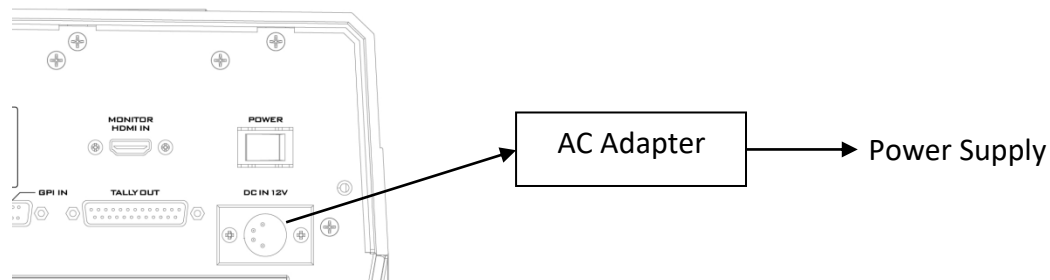 MONITOR
HDMI IN
POWER
AC Adapter
Power Supply
GPI IN
TALLY OUT
DC IN 12V